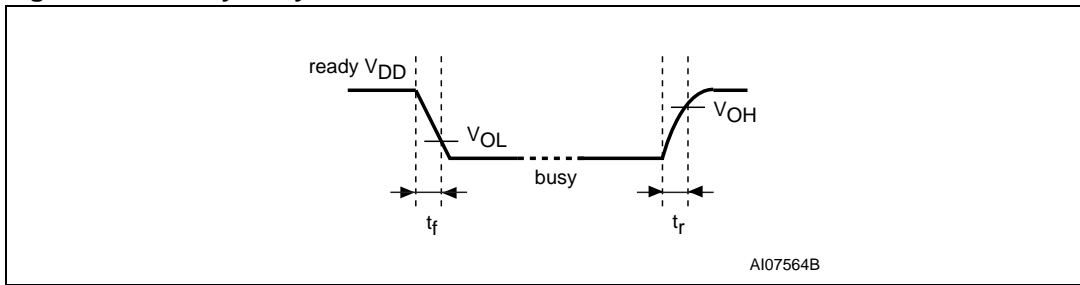 ready VDD
VOL
VOH
busy
tf
tr
AI07564B